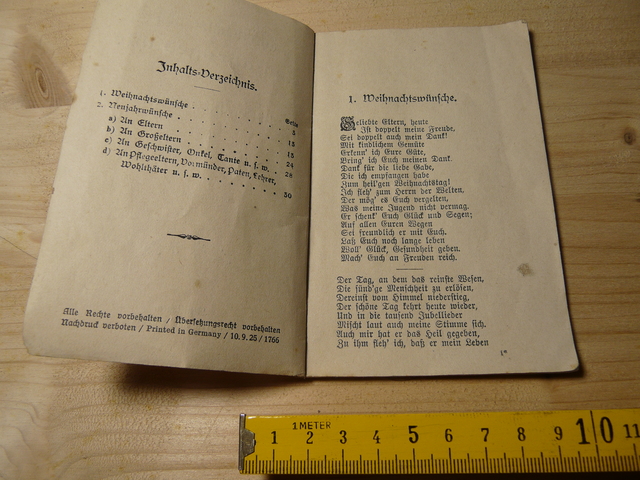 Inhalts-Verzeichnis.
Seite
1. Weihnachtswünsche . . . . . . . . 5
2. Neujahrwünsche
a) An Eltern . . . . . . . . 13
b) An Großeltern . . . . . . . . 18
c) An Geschwister, Onkel, Tante u. s. w. . 24
d) An Pflegeeltern, Vormünder, Paten, Lehrer, 28
Wohlthäter u. s. w. . . . . . . . 30
Alle Rechte vorbehalten / Übersetzungsrecht vorbehalten
Nachdruck verboten / Printed in Germany / 10. 9. 25 / 1766
1. Weihnachtswünsche.
Geliebte Eltern, heute
Ist doppelt meine Freude,
Sei doppelt auch mein Dank!
Mit kindlichem Gemüte
Erkenn' ich Eure Güte,
Bring' ich Euch meinen Dank.
Dank für die liebe Gabe,
Die ich empfangen habe
Zum heil'gen Weihnachtstag!
Ich fleh' zum Herrn der Welten,
Der mög' es Euch vergelten,
Was meine Jugend nicht vermag.
Er schenk' Euch Glück und Segen;
Auf allen Euren Wegen
Sei freundlich er mit Euch,
Laß Euch noch lange leben
Woll' Glück, Gesundheit geben,
Mach' Euch an Freuden reich.
Der Tag, an dem das reinste Wesen,
Die sünd'ge Menschheit zu erlösen,
Dereinst vom Himmel niederstieg,
Der schöne Tag kehrt heute wieder,
Und in die tausend Jubellieder
Mischt laut auch meine Stimme sich.
Auch mir hat er das Heil gegeben,
Zu ihm fleh' ich, daß er mein Leben
1*
1 METER
1 2 3 4 5 6 7 8 9 10 11